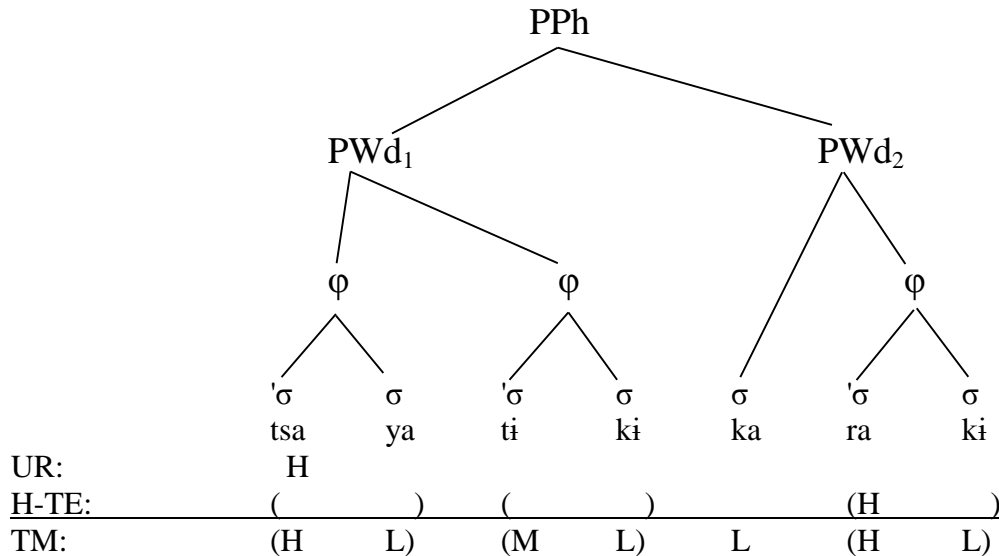 PPh
PWd₁ PWd₂
φ φ φ
'σ σ 'σ σ σ 'σ σ
tsa ya tɨ kɨ ka ra kɨ
UR: H
H-TE: ( ) ( ) (H )
TM: (H L) (M L) L (H L)